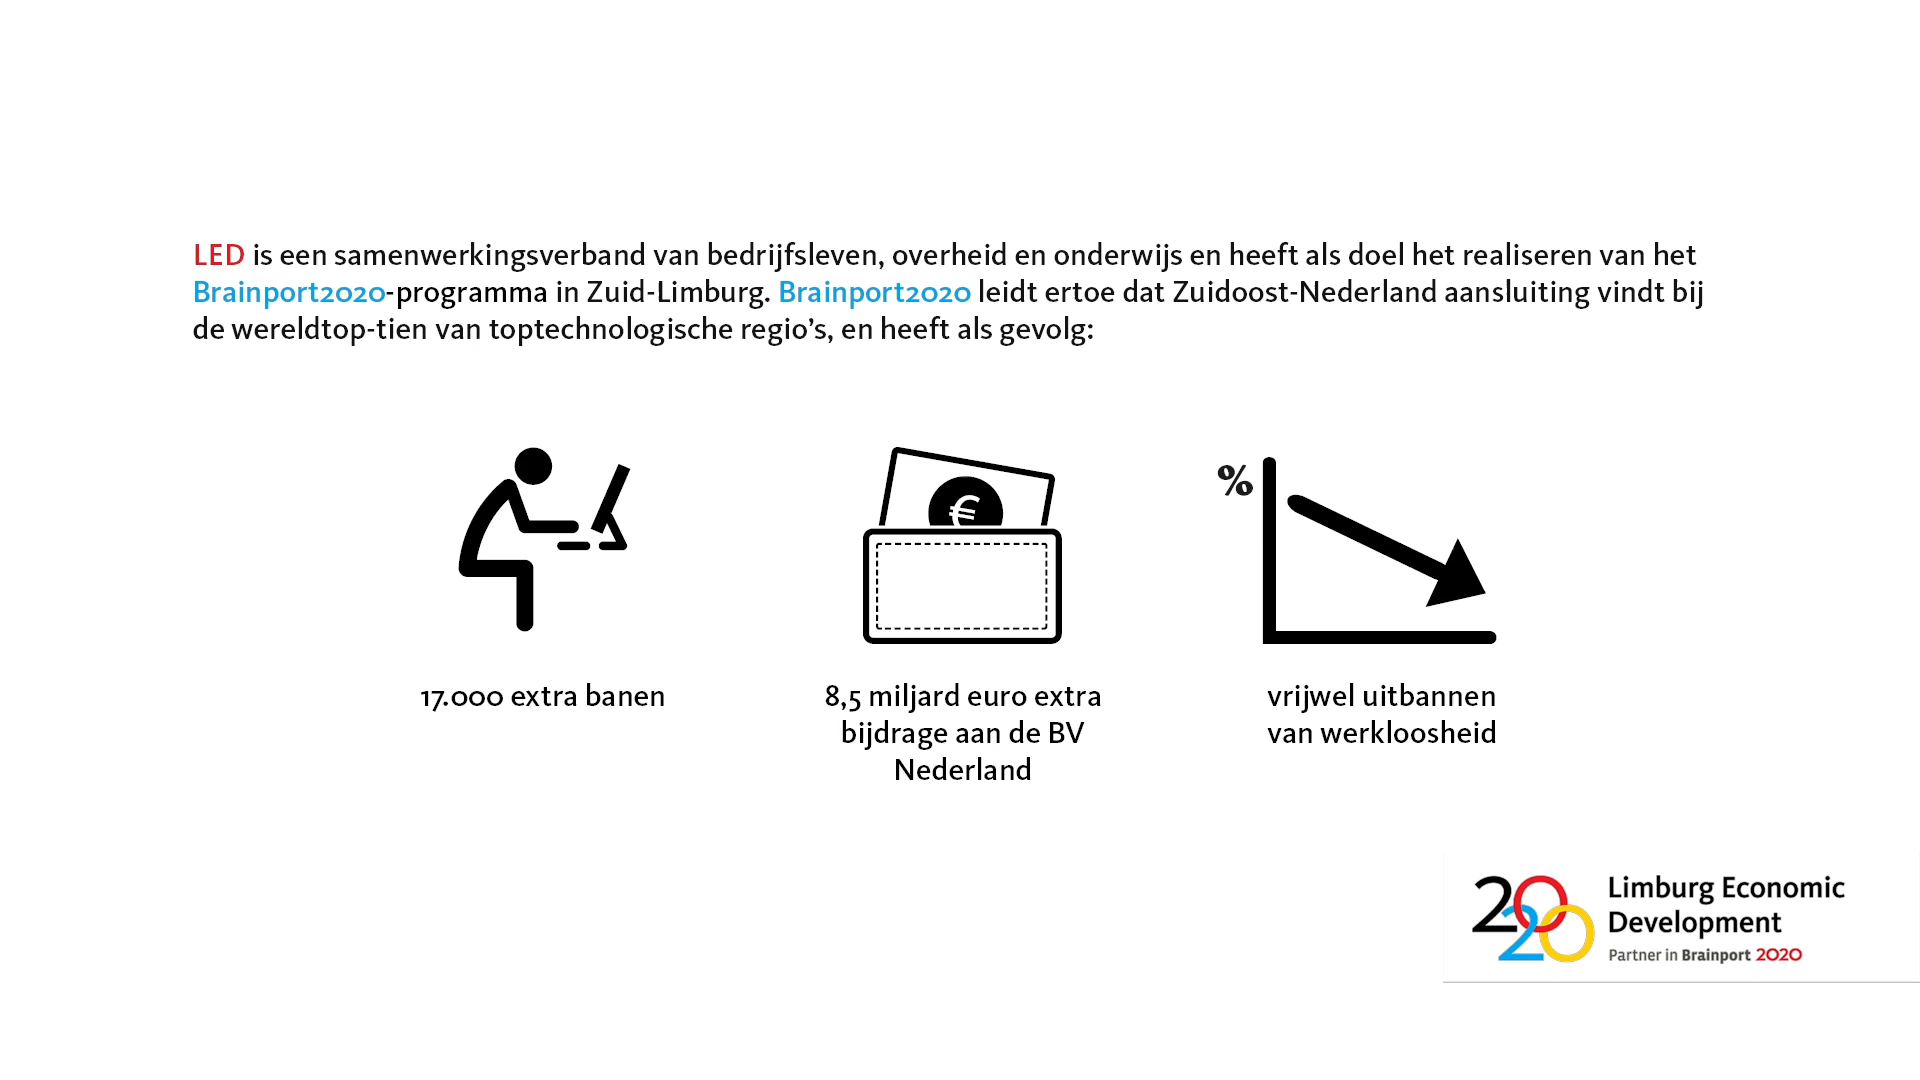 LED is een samenwerkingsverband van bedrijfsleven, overheid en onderwijs en heeft als doel het realiseren van het
Brainport2020-programma in Zuid-Limburg. Brainport2020 leidt ertoe dat Zuidoost-Nederland aansluiting vindt bij
de wereldtop-tien van toptechnologische regio’s, en heeft als gevolg:
€
%
17.000 extra banen
8,5 miljard euro extra
bijdrage aan de BV
Nederland
vrijwel uitbannen
van werkloosheid
2020
Limburg Economic
Development
Partner in Brainport 2020